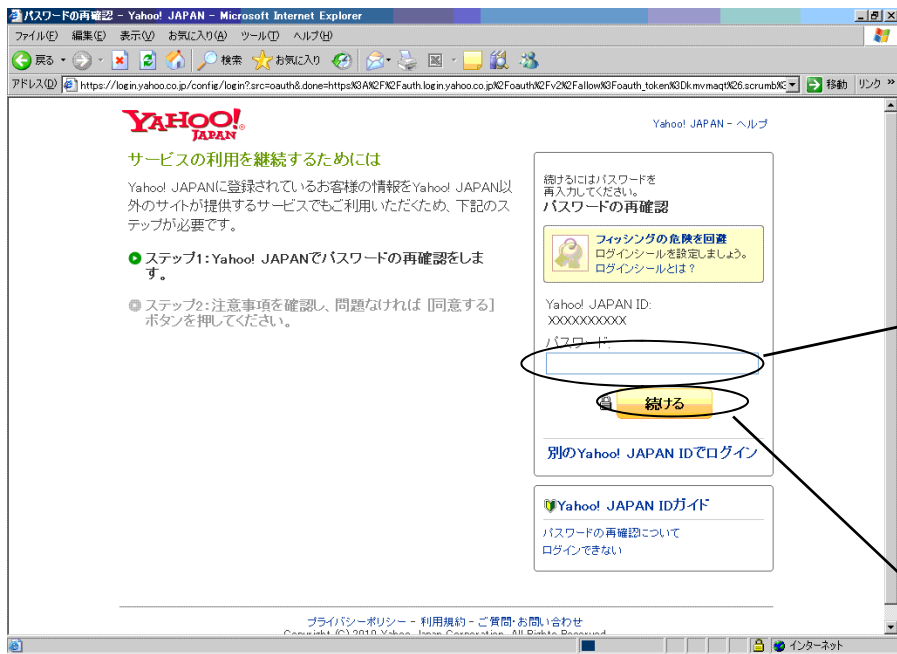 パスワードの再確認 - Yahoo! JAPAN - Microsoft Internet Explorer
ファイル(F) 編集(E) 表示(V) お気に入り(A) ツール(T) ヘルプ(H)
戻る 検索 お気に入り
アドレス(D) https://login.yahoo.co.jp/config/login?.src=oauth&.done=https%3A%2F%2Fauth.login.yahoo.co.jp%2Foauth%2Fv2%2Fallow%3Foauth_token%3Dkmvmaqt%26.scrumb% 移動 リンク »
YAHOO!
JAPAN
Yahoo! JAPAN - ヘルプ
サービスの利用を継続するためには
Yahoo! JAPANに登録されているお客様の情報をYahoo! JAPAN以
外のサイトが提供するサービスでもご利用いただくため、下記のス
テップが必要です。
ステップ1:Yahoo! JAPANでパスワードの再確認をしま
す。
ステップ2:注意事項を確認し、問題なければ [同意する]
ボタンを押してください。
続けるにはパスワードを
再入力してください。
パスワードの再確認
フィッシングの危険を回避
ログインシールを設定しましょう。
ログインシールとは?
Yahoo! JAPAN ID:
XXXXXXXXXX
パスワード:
続ける
別のYahoo! JAPAN IDでログイン
Yahoo! JAPAN IDガイド
パスワードの再確認について
ログインできない
プライバシーポリシー - 利用規約 - ご質問・お問い合わせ
Copyright (C) 2010 Yahoo Japan Corporation. All Rights Reserved.
インターネット